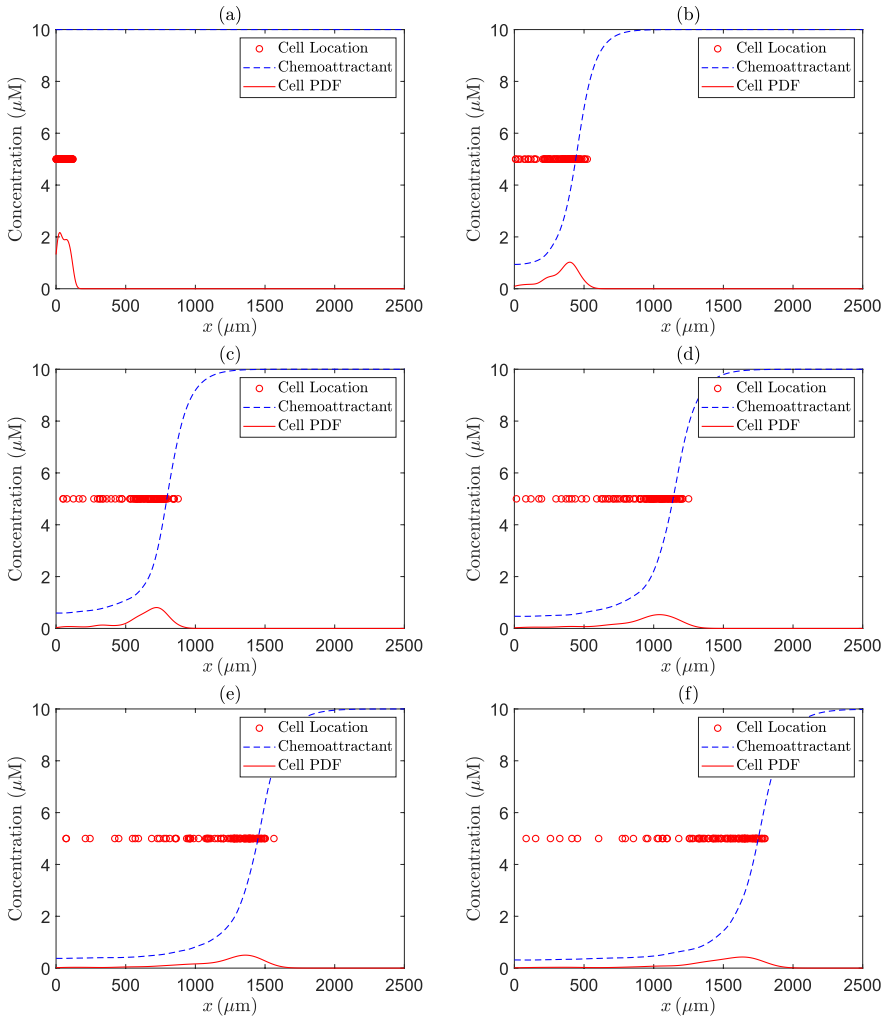 (a)
Concentration (μM)
10
8
6
4
2
0
Cell Location
Chemoattractant
Cell PDF
0 500 1000 1500 2000 2500
x (μm)
(b)
Concentration (μM)
10
8
6
4
2
0
Cell Location
Chemoattractant
Cell PDF
0 500 1000 1500 2000 2500
x (μm)
(c)
Concentration (μM)
10
8
6
4
2
0
Cell Location
Chemoattractant
Cell PDF
0 500 1000 1500 2000 2500
x (μm)
(d)
Concentration (μM)
10
8
6
4
2
0
Cell Location
Chemoattractant
Cell PDF
0 500 1000 1500 2000 2500
x (μm)
(e)
Concentration (μM)
10
8
6
4
2
0
Cell Location
Chemoattractant
Cell PDF
0 500 1000 1500 2000 2500
x (μm)
(f)
Concentration (μM)
10
8
6
4
2
0
Cell Location
Chemoattractant
Cell PDF
0 500 1000 1500 2000 2500
x (μm)